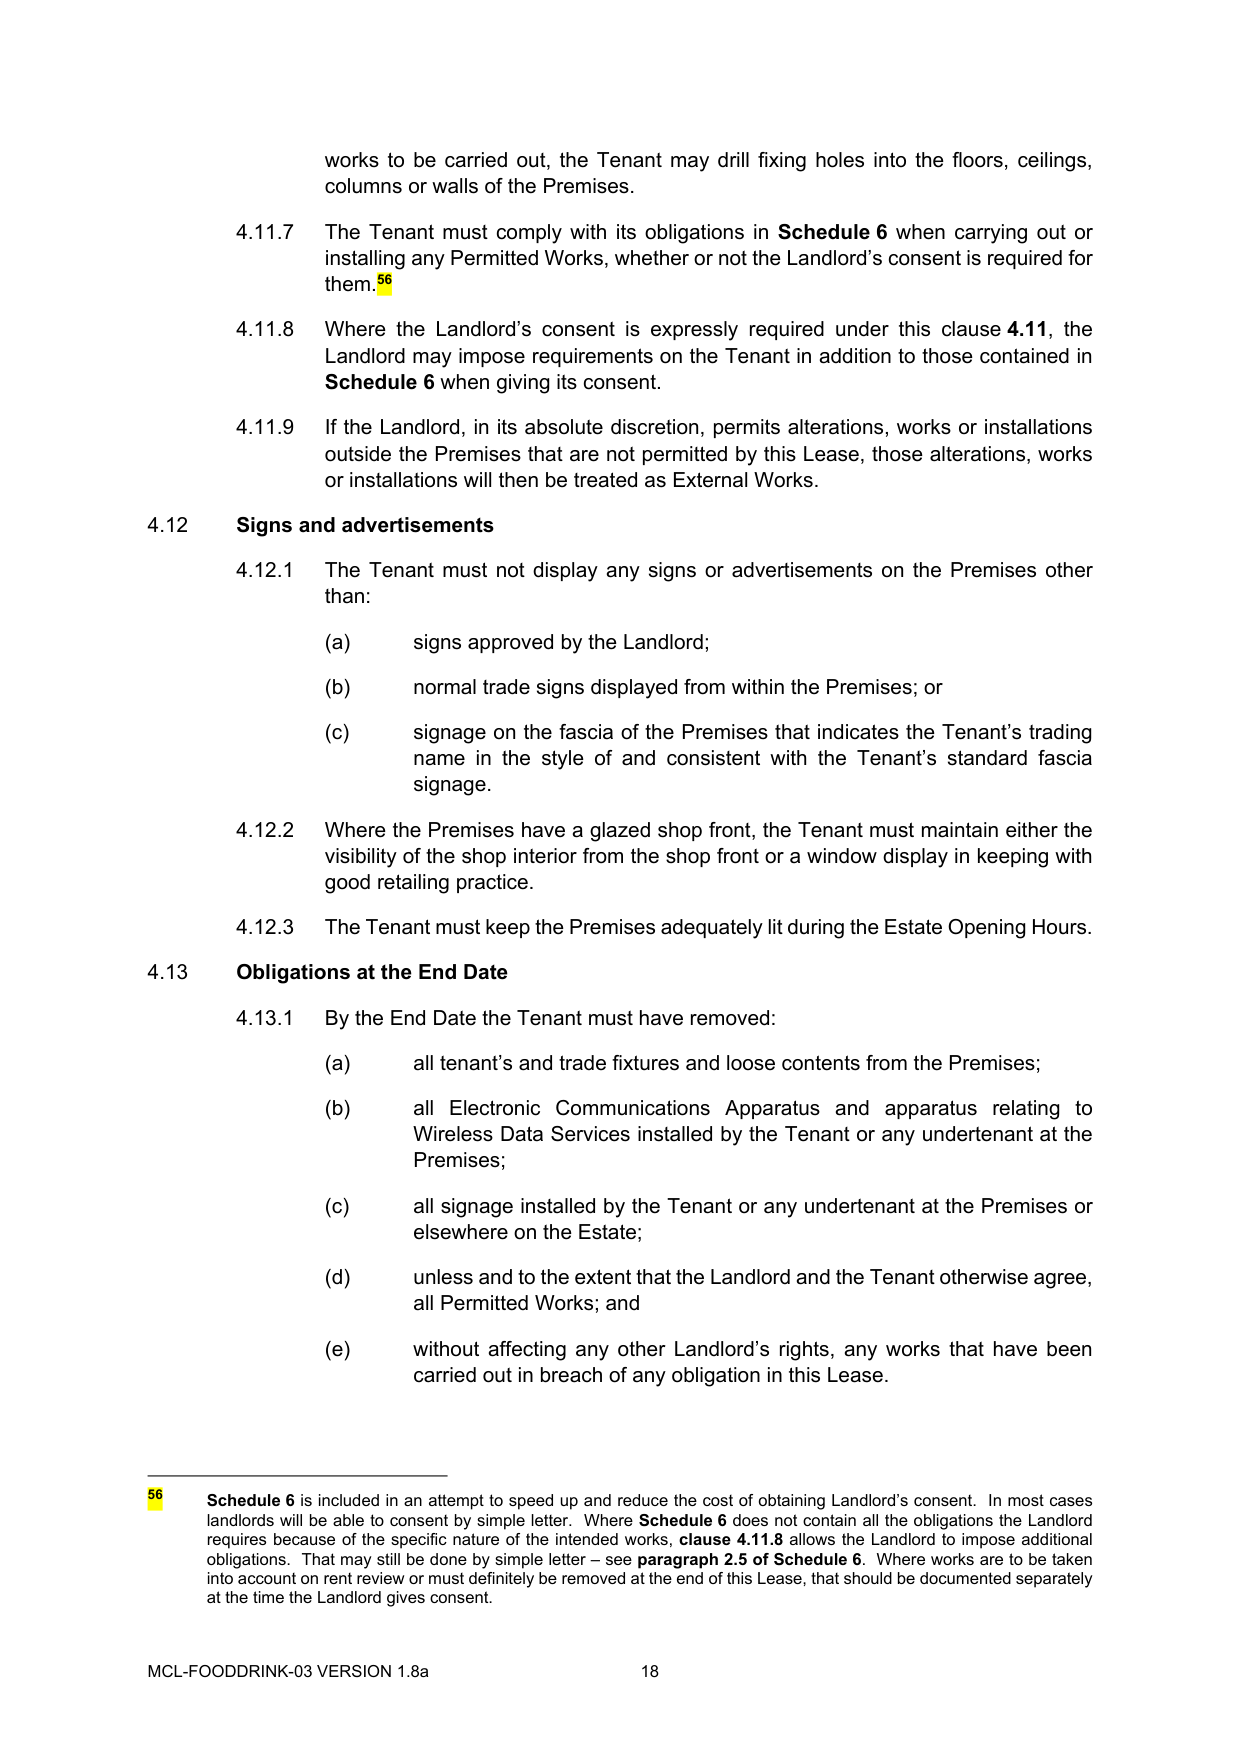 works to be carried out, the Tenant may drill fixing holes into the floors, ceilings,
columns or walls of the Premises.
4.11.7 The Tenant must comply with its obligations in Schedule 6 when carrying out or
installing any Permitted Works, whether or not the Landlord’s consent is required for
them.56
4.11.8 Where the Landlord’s consent is expressly required under this clause 4.11, the
Landlord may impose requirements on the Tenant in addition to those contained in
Schedule 6 when giving its consent.
4.11.9 If the Landlord, in its absolute discretion, permits alterations, works or installations
outside the Premises that are not permitted by this Lease, those alterations, works
or installations will then be treated as External Works.
4.12 Signs and advertisements
4.12.1 The Tenant must not display any signs or advertisements on the Premises other
than:
(a) signs approved by the Landlord;
(b) normal trade signs displayed from within the Premises; or
(c) signage on the fascia of the Premises that indicates the Tenant’s trading
name in the style of and consistent with the Tenant’s standard fascia
signage.
4.12.2 Where the Premises have a glazed shop front, the Tenant must maintain either the
visibility of the shop interior from the shop front or a window display in keeping with
good retailing practice.
4.12.3 The Tenant must keep the Premises adequately lit during the Estate Opening Hours.
4.13 Obligations at the End Date
4.13.1 By the End Date the Tenant must have removed:
(a) all tenant’s and trade fixtures and loose contents from the Premises;
(b) all Electronic Communications Apparatus and apparatus relating to
Wireless Data Services installed by the Tenant or any undertenant at the
Premises;
(c) all signage installed by the Tenant or any undertenant at the Premises or
elsewhere on the Estate;
(d) unless and to the extent that the Landlord and the Tenant otherwise agree,
all Permitted Works; and
(e) without affecting any other Landlord’s rights, any works that have been
carried out in breach of any obligation in this Lease.
56 Schedule 6 is included in an attempt to speed up and reduce the cost of obtaining Landlord’s consent. In most cases
landlords will be able to consent by simple letter. Where Schedule 6 does not contain all the obligations the Landlord
requires because of the specific nature of the intended works, clause 4.11.8 allows the Landlord to impose additional
obligations. That may still be done by simple letter – see paragraph 2.5 of Schedule 6. Where works are to be taken
into account on rent review or must definitely be removed at the end of this Lease, that should be documented separately
at the time the Landlord gives consent.
MCL-FOODDRINK-03 VERSION 1.8a 18